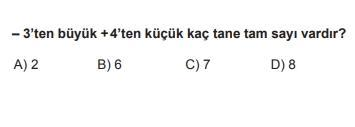 – 3’ten büyük +4’ten küçük kaç tane tam sayı vardır?
A) 2 B) 6 C) 7 D) 8